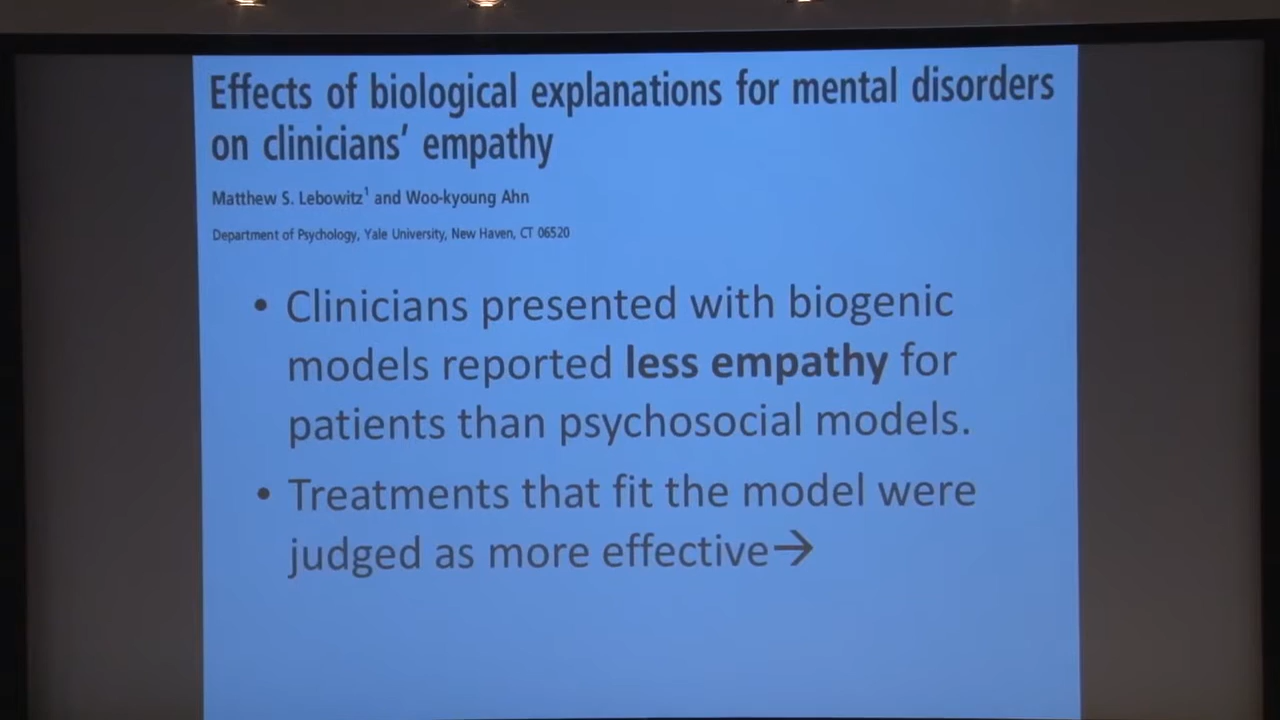 Effects of biological explanations for mental disorders
on clinicians' empathy
Matthew S. Lebowitz¹ and Woo-kyoung Ahn
Department of Psychology, Yale University, New Haven, CT 06520
• Clinicians presented with biogenic
models reported less empathy for
patients than psychosocial models.
• Treatments that fit the model were
judged as more effective→